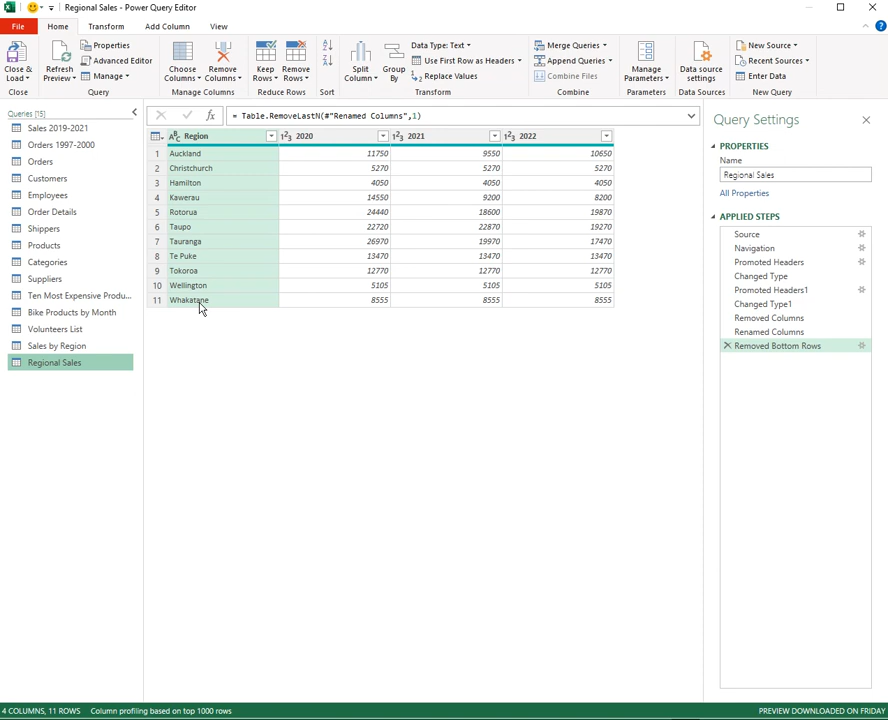 Regional Sales - Power Query Editor
File Home Transform Add Column View
Close & Load
Close
Refresh Preview
Properties
Advanced Editor
Manage
Query
Choose Columns
Remove Columns
Manage Columns
Keep Rows
Remove Rows
Reduce Rows
Sort
Split Column
Group By
Data Type: Text
Use First Row as Headers
Replace Values
Transform
Merge Queries
Append Queries
Combine Files
Combine
Manage Parameters
Parameters
Data source settings
Data Sources
New Source
Recent Sources
Enter Data
New Query
Queries [15]
Sales 2019-2021
Orders 1997-2000
Orders
Customers
Employees
Order Details
Shippers
Products
Categories
Suppliers
Ten Most Expensive Produ...
Bike Products by Month
Volunteers List
Sales by Region
Regional Sales
fx = Table.RemoveLastN(#"Renamed Columns",1)
ABC Region 123 2020 123 2021 123 2022
1 Auckland 11750 9550 10650
2 Christchurch 5270 5270 5270
3 Hamilton 4050 4050 4050
4 Kawerau 14550 9200 8200
5 Rotorua 24440 18600 19870
6 Taupo 22720 22870 19270
7 Tauranga 26970 19970 17470
8 Te Puke 13470 13470 13470
9 Tokoroa 12770 12770 12770
10 Wellington 5105 5105 5105
11 Whakatane 8555 8555 8555
Query Settings
PROPERTIES
Name
Regional Sales
All Properties
APPLIED STEPS
Source
Navigation
Promoted Headers
Changed Type
Promoted Headers1
Changed Type1
Removed Columns
Renamed Columns
Removed Bottom Rows
4 COLUMNS, 11 ROWS Column profiling based on top 1000 rows
PREVIEW DOWNLOADED ON FRIDAY